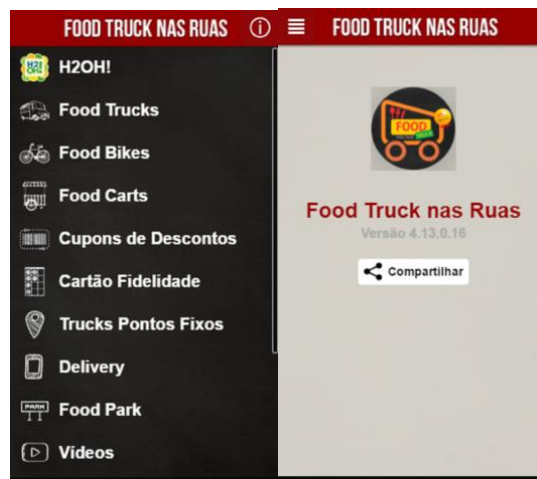 FOOD TRUCK NAS RUAS
H2OH!
Food Trucks
Food Bikes
Food Carts
Cupons de Descontos
Cartão Fidelidade
Trucks Pontos Fixos
Delivery
PARK
Food Park
Vídeos
FOOD TRUCK NAS RUAS
FOOD
Food Truck nas Ruas
Versão 4.13.0.16
Compartilhar